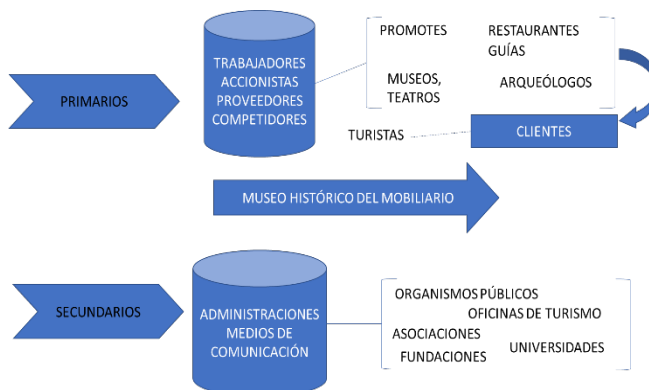 PRIMARIOS
TRABAJADORES
ACCIONISTAS
PROVEEDORES
COMPETIDORES
PROMOTES
RESTAURANTES
GUÍAS
MUSEOS,
TEATROS
ARQUEÓLOGOS
TURISTAS
CLIENTES
MUSEO HISTÓRICO DEL MOBILIARIO
SECUNDARIOS
ADMINISTRACIONES
MEDIOS DE
COMUNICACIÓN
ORGANISMOS PÚBLICOS
OFICINAS DE TURISMO
ASOCIACIONES
UNIVERSIDADES
FUNDACIONES